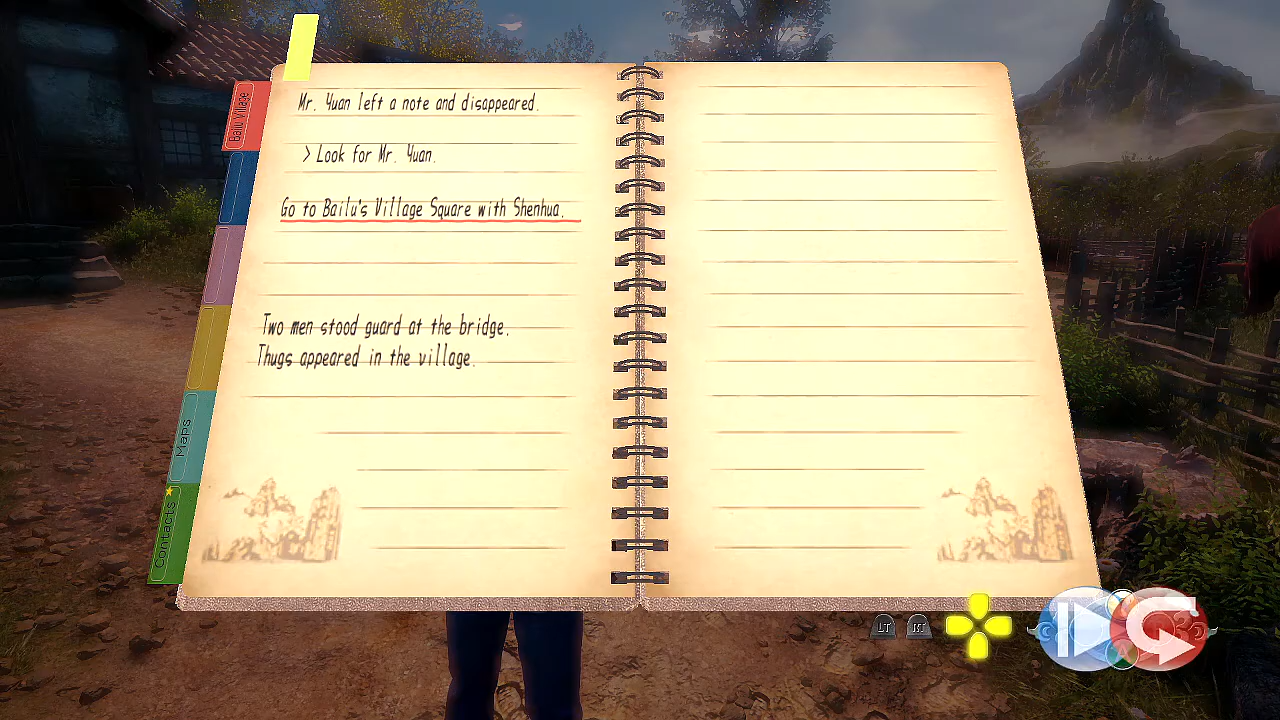 Mr. Yuan left a note and disappeared.
> Look for Mr. Yuan.
Go to Bailu's Village Square with Shenhua.
Two men stood guard at the bridge.
Thugs appeared in the village.
Bailu Village
Maps
Contacts
LT RT